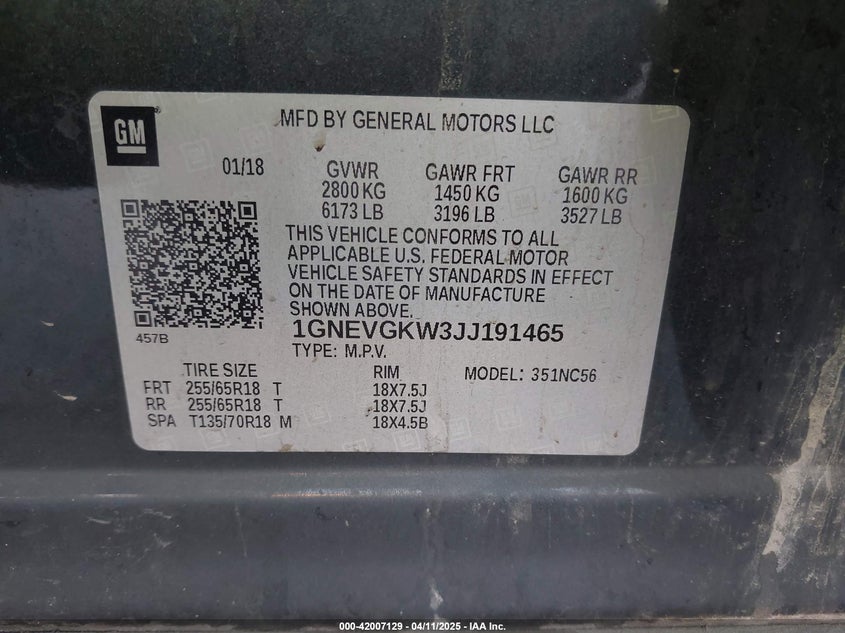 GM
MFD BY GENERAL MOTORS LLC
01/18
GVWR GAWR FRT GAWR RR
2800 KG 1450 KG 1600 KG
6173 LB 3196 LB 3527 LB
THIS VEHICLE CONFORMS TO ALL
APPLICABLE U.S. FEDERAL MOTOR
VEHICLE SAFETY STANDARDS IN EFFECT
ON THE DATE OF MANUFACTURE
SHOWN ABOVE.
457B
1GNEVGKW3JJ191465
TYPE: M.P.V.
TIRE SIZE RIM MODEL: 351NC56
FRT 255/65R18 T 18X7.5J
RR 255/65R18 T 18X7.5J
SPA T135/70R18 M 18X4.5B
000-42007129 - 04/11/2025 - IAA Inc.